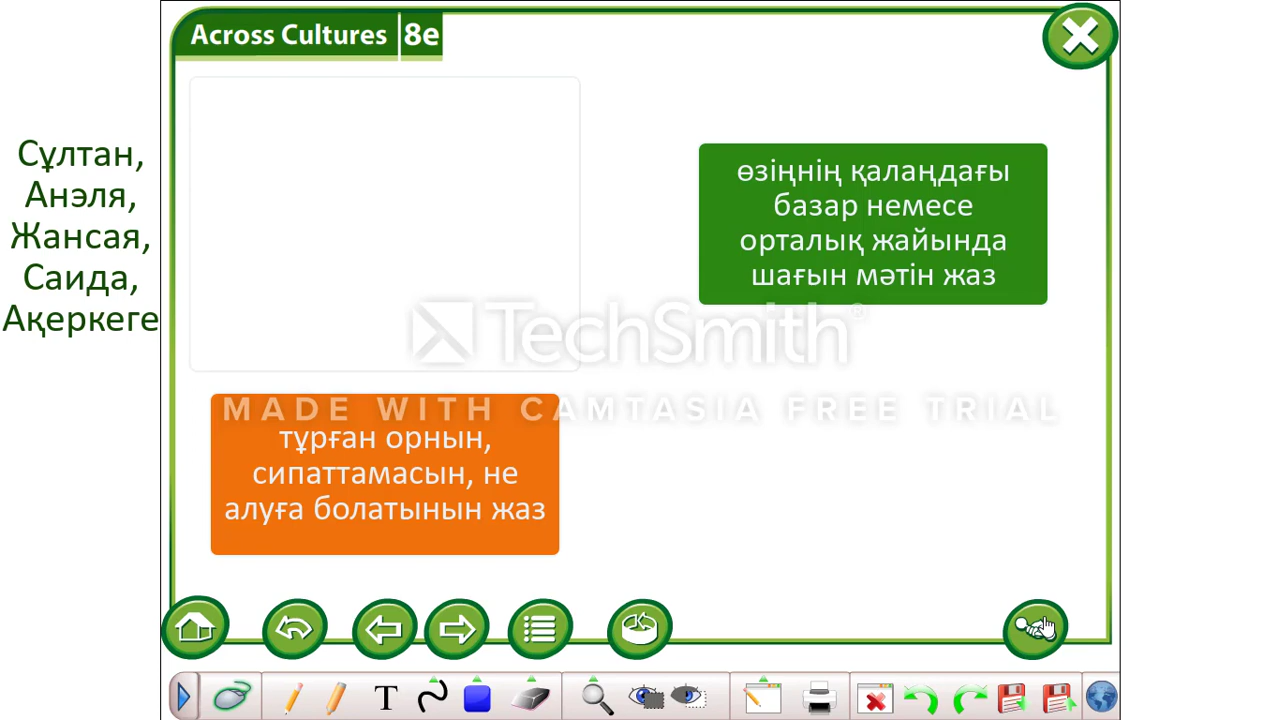 Across Cultures 8e
Сұлтан,
Анэля,
Жансая,
Саида,
Ақеркеге
өзіңнің қалаңдағы
базар немесе
орталық жайында
шағын мәтін жаз
TechSmith®
MADE WITH CAMTASIA FREE TRIAL
тұрған орнын,
сипаттамасын, не
алуға болатынын жаз
T